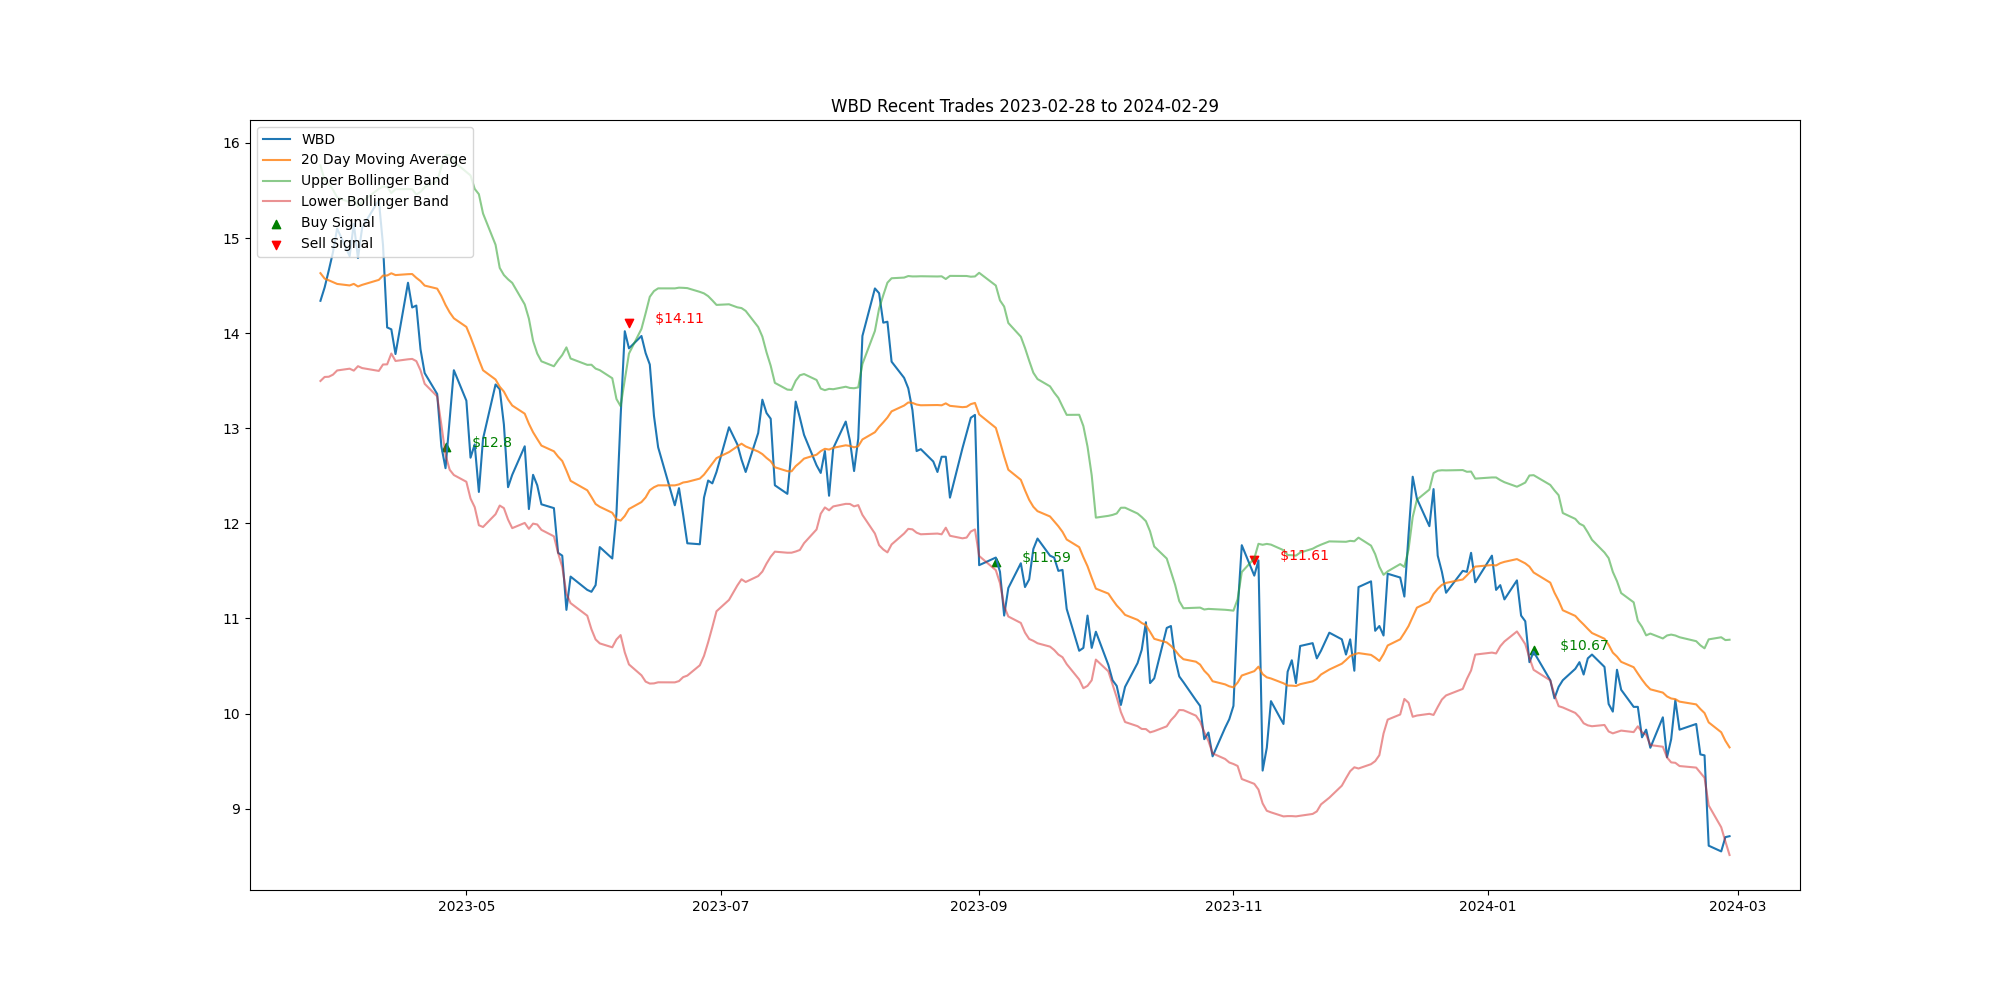 WBD Recent Trades 2023-02-28 to 2024-02-29
16
15
14
13
12
11
10
9
WBD
20 Day Moving Average
Upper Bollinger Band
Lower Bollinger Band
Buy Signal
Sell Signal
$14.11
$12.8
$11.59
$11.61
$10.67
2023-05 2023-07 2023-09 2023-11 2024-01 2024-03